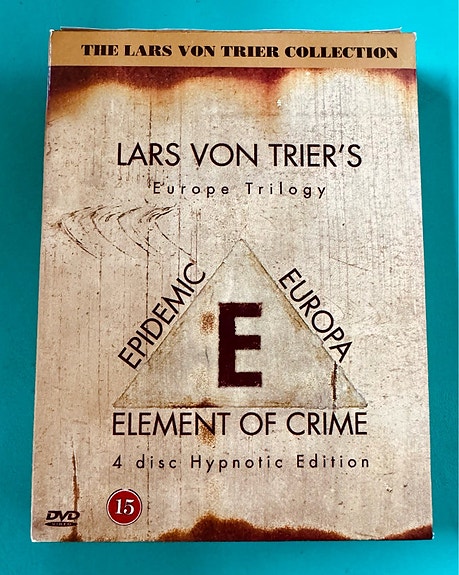 THE LARS VON TRIER COLLECTION
LARS VON TRIER'S
Europe Trilogy
EPIDEMIC
EUROPA
E
ELEMENT OF CRIME
4 disc Hypnotic Edition
DVD
15